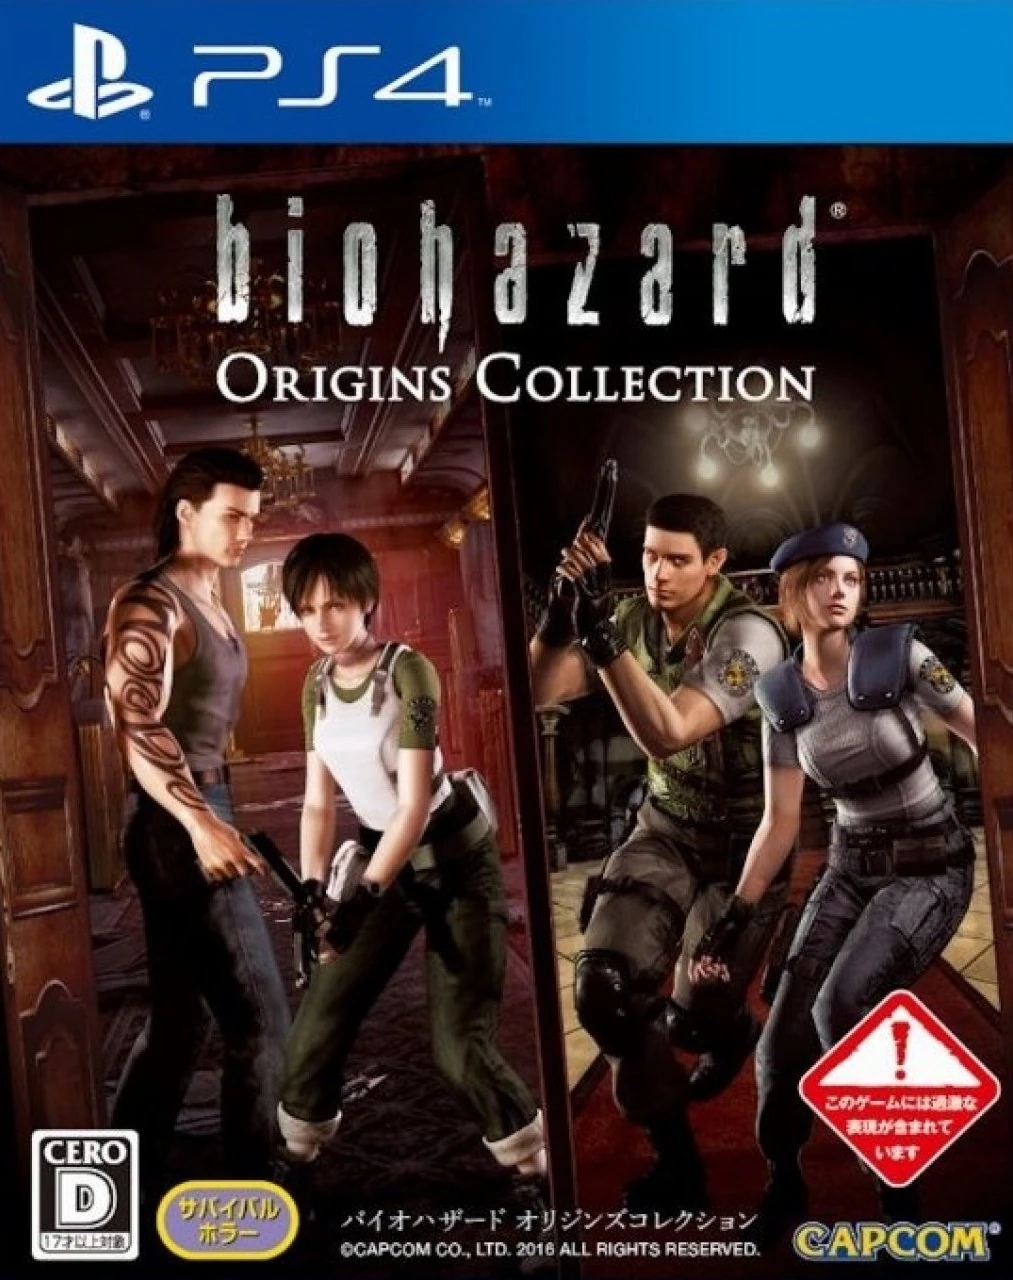 PS4™
biohazard®
ORIGINS COLLECTION
このゲームには過激な
表現が含まれて
います
CERO
D
17才以上対象
サバイバル
ホラー
バイオハザード オリジンズコレクション
©CAPCOM CO., LTD. 2016 ALL RIGHTS RESERVED.
CAPCOM®